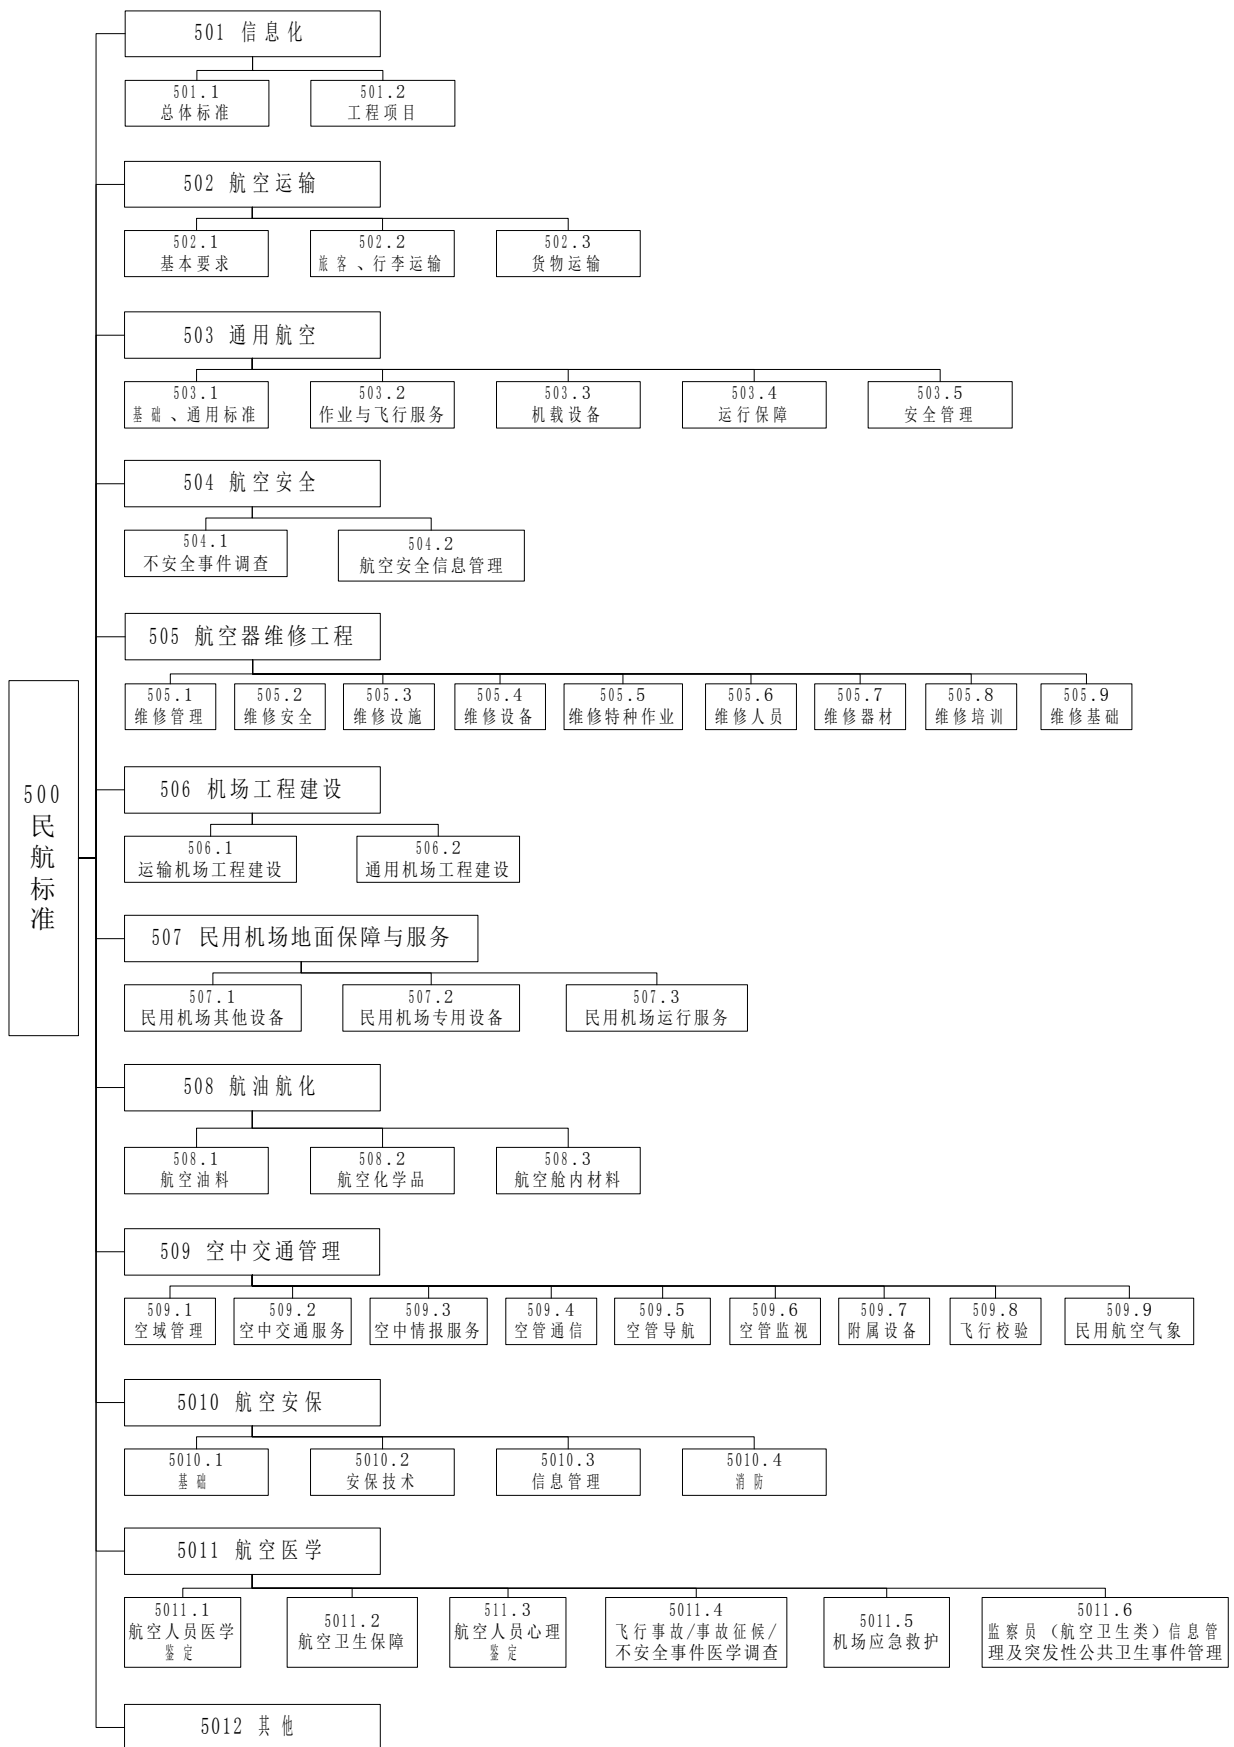 501 信息化
501.1
总体标准
501.2
工程项目
502 航空运输
502.1
基本要求
502.2
旅客、行李运输
502.3
货物运输
503 通用航空
503.1
基础、通用标准
503.2
作业与飞行服务
503.3
机载设备
503.4
运行保障
503.5
安全管理
504 航空安全
504.1
不安全事件调查
504.2
航空安全信息管理
505 航空器维修工程
505.1
维修管理
505.2
维修安全
505.3
维修设施
505.4
维修设备
505.5
维修特种作业
505.6
维修人员
505.7
维修器材
505.8
维修培训
505.9
维修基础
500
民
航
标
准
506 机场工程建设
506.1
运输机场工程建设
506.2
通用机场工程建设
507 民用机场地面保障与服务
507.1
民用机场其他设备
507.2
民用机场专用设备
507.3
民用机场运行服务
508 航油航化
508.1
航空油料
508.2
航空化学品
508.3
航空舱内材料
509 空中交通管理
509.1
空域管理
509.2
空中交通服务
509.3
空中情报服务
509.4
空管通信
509.5
空管导航
509.6
空管监视
509.7
附属设备
509.8
飞行校验
509.9
民用航空气象
5010 航空安保
5010.1
基础
5010.2
安保技术
5010.3
信息管理
5010.4
消防
5011 航空医学
5011.1
航空人员医学
鉴定
5011.2
航空卫生保障
511.3
航空人员心理
鉴定
5011.4
飞行事故/事故征候/
不安全事件医学调查
5011.5
机场应急救护
5011.6
监察员（航空卫生类）信息管
理及突发性公共卫生事件管理
5012 其他